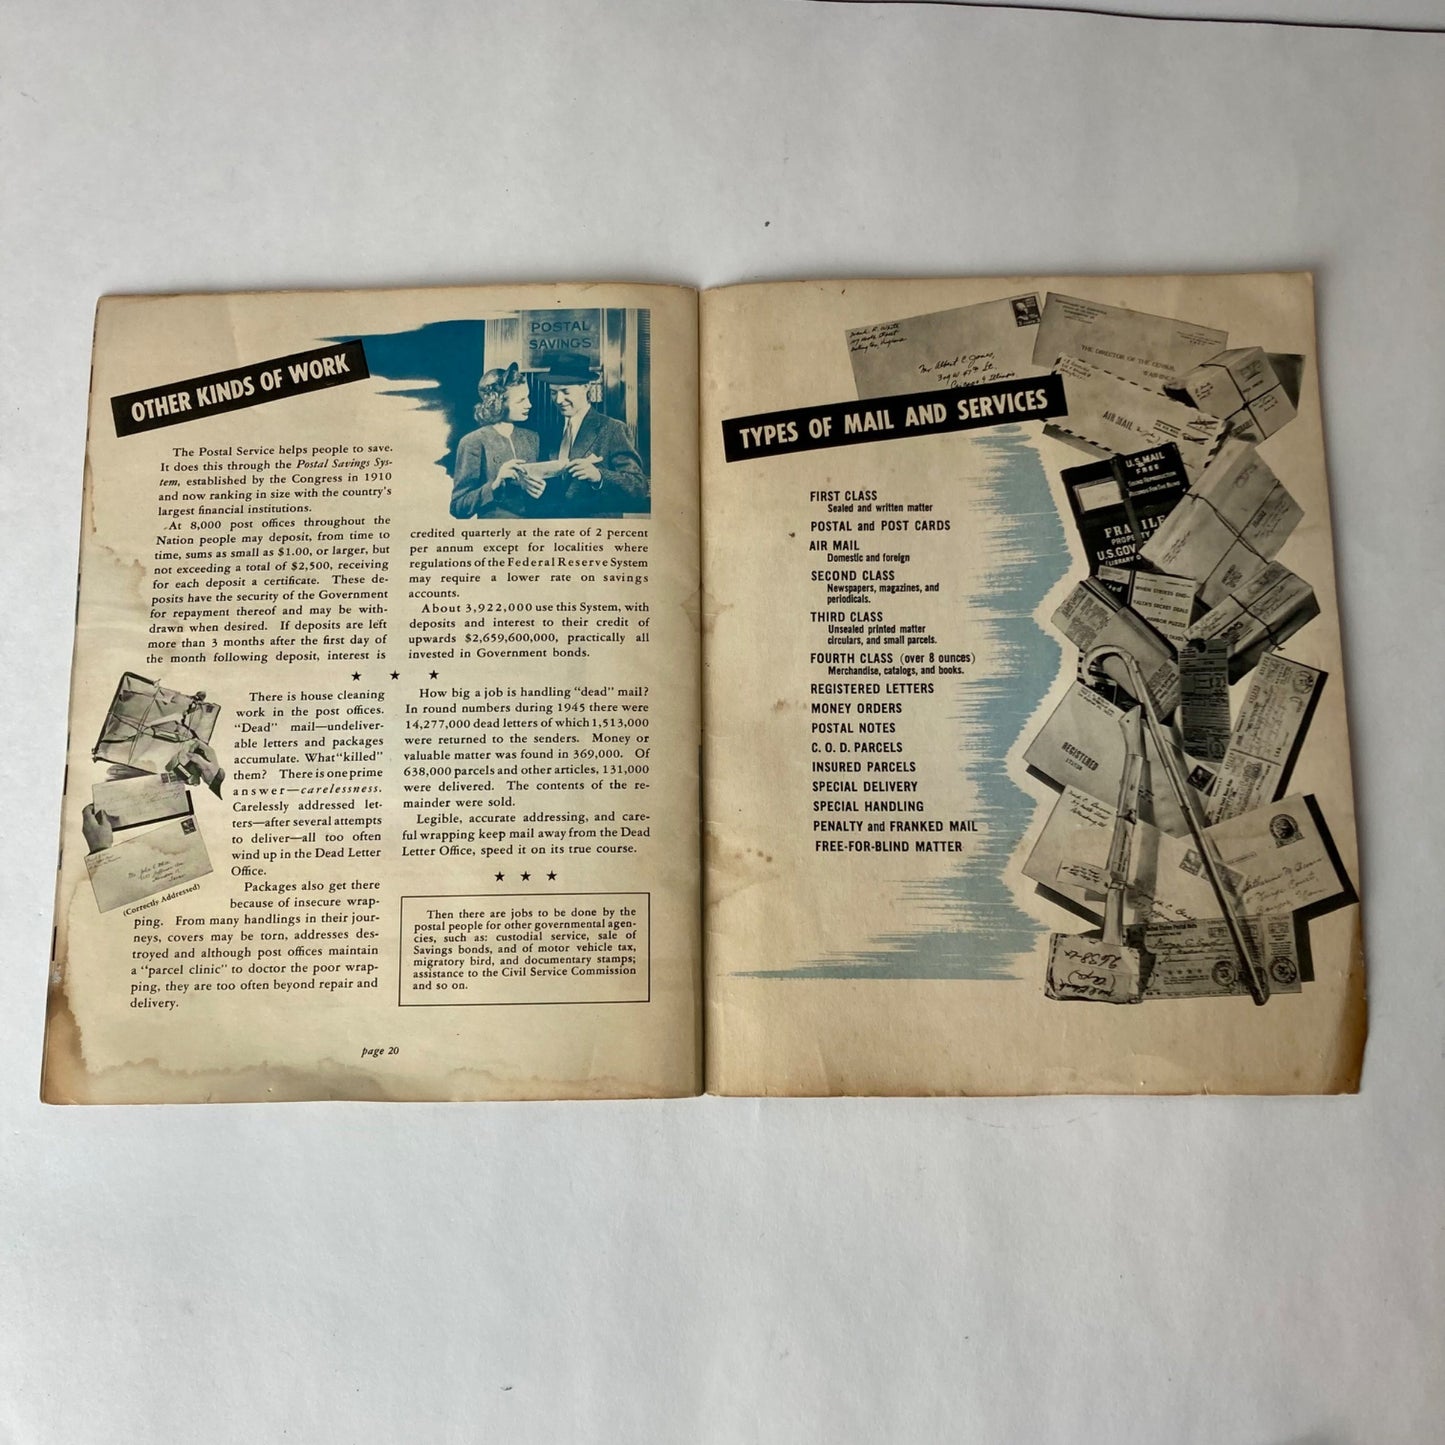 OTHER KINDS OF WORK
POSTAL
SAVINGS
The Postal Service helps people to save.
It does this through the Postal Savings Sys-
tem, established by the Congress in 1910
and now ranking in size with the country's
largest financial institutions.
At 8,000 post offices throughout the
Nation people may deposit, from time to
time, sums as small as $1.00, or larger, but
not exceeding a total of $2,500, receiving
for each deposit a certificate. These de-
posits have the security of the Government
for repayment thereof and may be with-
drawn when desired. If deposits are left
more than 3 months after the first day of
the month following deposit, interest is
credited quarterly at the rate of 2 percent
per annum except for localities where
regulations of the Federal Reserve System
may require a lower rate on savings
accounts.
About 3,922,000 use this System, with
deposits and interest to their credit of
upwards $2,659,600,000, practically all
invested in Government bonds.
★ ★ ★
There is house cleaning
work in the post offices.
"Dead" mail—undeliver-
able letters and packages
accumulate. What "killed"
them? There is one prime
answer—carelessness.
Carelessly addressed let-
ters—after several attempts
to deliver—all too often
wind up in the Dead Letter
Office.
Packages also get there
because of insecure wrap-
ping. From many handlings in their jour-
neys, covers may be torn, addresses des-
troyed and although post offices maintain
a "parcel clinic" to doctor the poor wrap-
ping, they are too often beyond repair and
delivery.
(Correctly Addressed)
How big a job is handling "dead" mail?
In round numbers during 1945 there were
14,277,000 dead letters of which 1,513,000
were returned to the senders. Money or
valuable matter was found in 369,000. Of
638,000 parcels and other articles, 131,000
were delivered. The contents of the re-
mainder were sold.
Legible, accurate addressing, and care-
ful wrapping keep mail away from the Dead
Letter Office, speed it on its true course.
★ ★ ★
Then there are jobs to be done by the
postal people for other governmental agen-
cies, such as: custodial service, sale of
Savings bonds, and of motor vehicle tax,
migratory bird, and documentary stamps;
assistance to the Civil Service Commission
and so on.
page 20
TYPES OF MAIL AND SERVICES
FIRST CLASS
Sealed and written matter
POSTAL and POST CARDS
AIR MAIL
Domestic and foreign
SECOND CLASS
Newspapers, magazines, and
periodicals.
THIRD CLASS
Unsealed printed matter
circulars, and small parcels.
FOURTH CLASS (over 8 ounces)
Merchandise, catalogs, and books.
REGISTERED LETTERS
MONEY ORDERS
POSTAL NOTES
C. O. D. PARCELS
INSURED PARCELS
SPECIAL DELIVERY
SPECIAL HANDLING
PENALTY and FRANKED MAIL
FREE-FOR-BLIND MATTER
Mr Albert C. Jones,
309 W 47th St.
Chicago 4 Illinois
THE DIRECTOR OF THE CENSUS,
AIR MAIL
U.S. MAIL
FREE
SOUND REPRODUCTION
RECORDS FOR THE BLIND
FRAGILE
REGISTERED